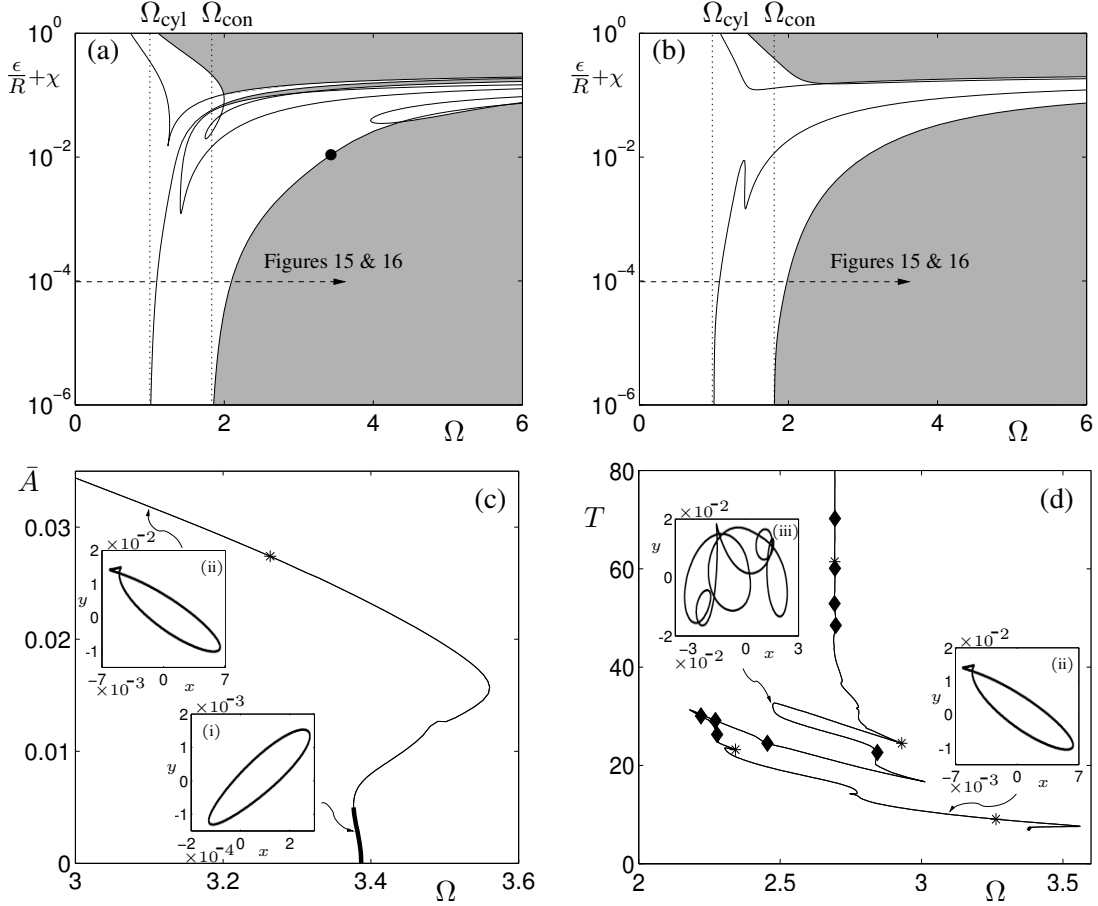 Ω_cyl Ω_con
(a)
ϵ/R+χ
10^0
10^-2
10^-4
10^-6
Figures 15 & 16
0 2 4 Ω 6
Ω_cyl Ω_con
(b)
ϵ/R+χ
10^0
10^-2
10^-4
10^-6
Figures 15 & 16
0 2 4 Ω 6
Ā
(c)
0.03
0.02
0.01
0
3 3.2 3.4 Ω 3.6
×10^-2
(ii)
2
1
y
0
-1
-7 0 x 7
×10^-3
×10^-3
(i)
2
1
y
0
-1
-2 0 x 2
×10^-4
T
(d)
80
60
40
20
0
2 2.5 3 Ω 3.5
×10^-2
(iii)
2
y
0
-2
-3 0 x 3
×10^-2
×10^-2
(ii)
2
1
y
0
-1
-7 0 x 7
×10^-3